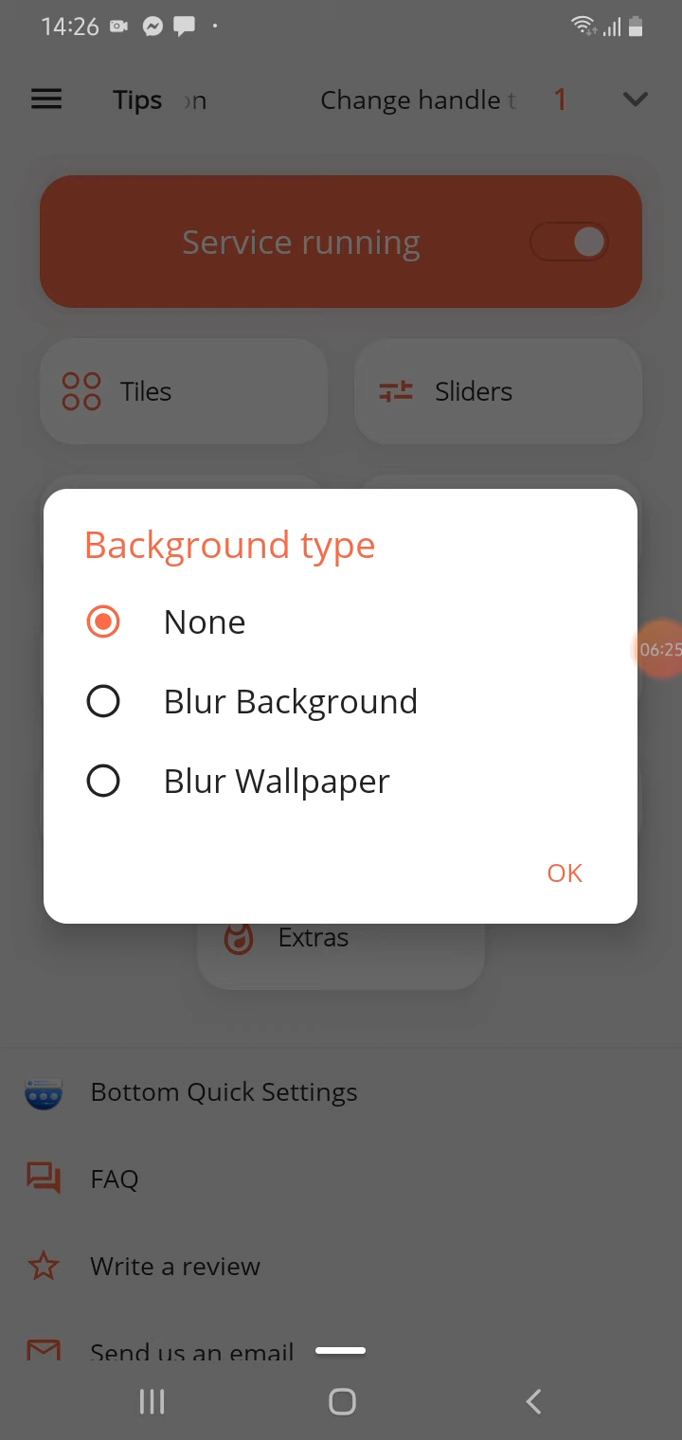 14:26
Tips
on
Change handle t
1
Service running
Tiles
Sliders
Background type
None
06:25
Blur Background
Blur Wallpaper
OK
Extras
Bottom Quick Settings
FAQ
Write a review
Send us an email